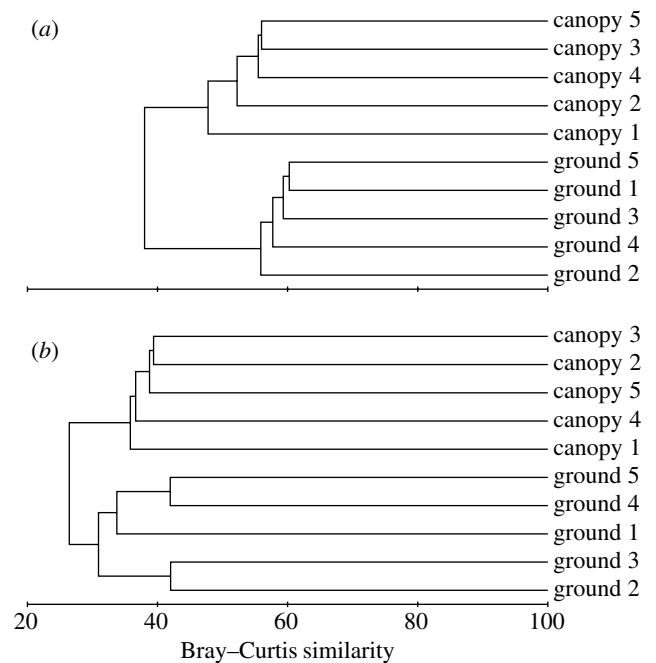 (a)
canopy 5
canopy 3
canopy 4
canopy 2
canopy 1
ground 5
ground 1
ground 3
ground 4
ground 2
(b)
canopy 3
canopy 2
canopy 5
canopy 4
canopy 1
ground 5
ground 4
ground 1
ground 3
ground 2
20 40 60 80 100
Bray–Curtis similarity